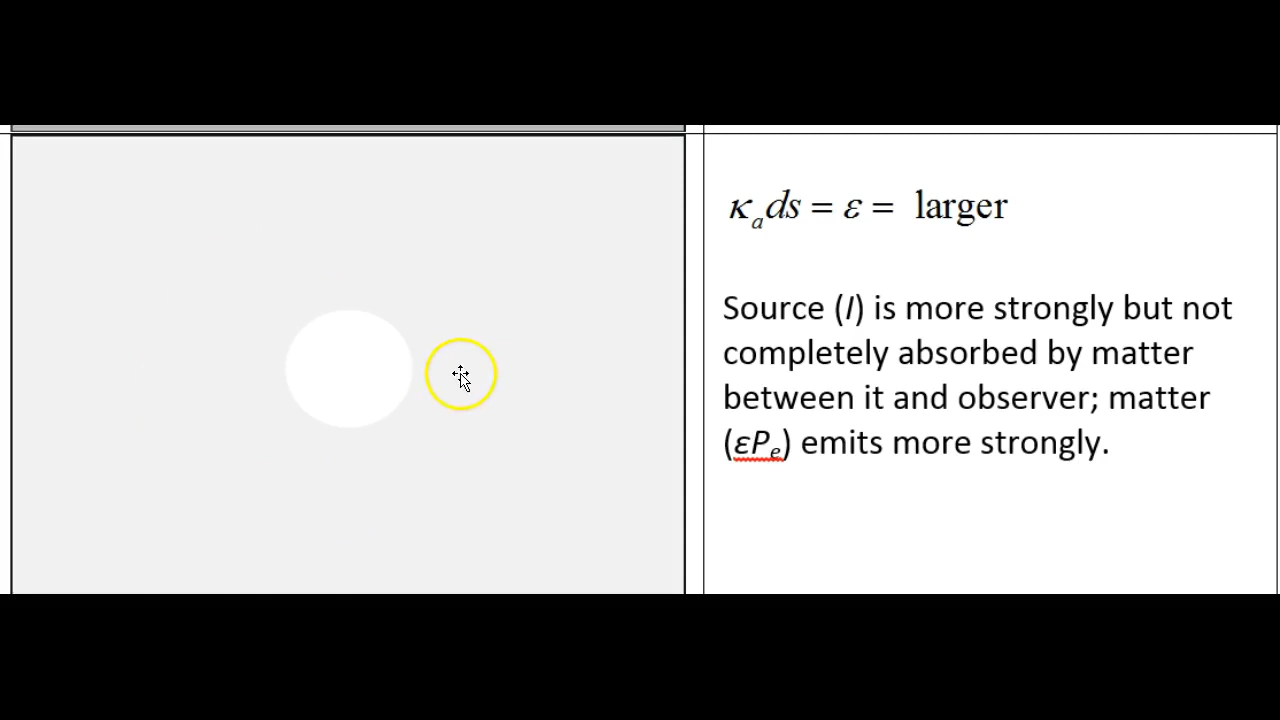 κₐds = ε = larger
Source (I) is more strongly but not
completely absorbed by matter
between it and observer; matter
(εPₑ) emits more strongly.